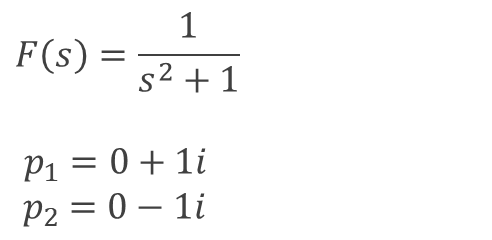 F(s) = 1 / (s² + 1)
p₁ = 0 + 1i
p₂ = 0 − 1i